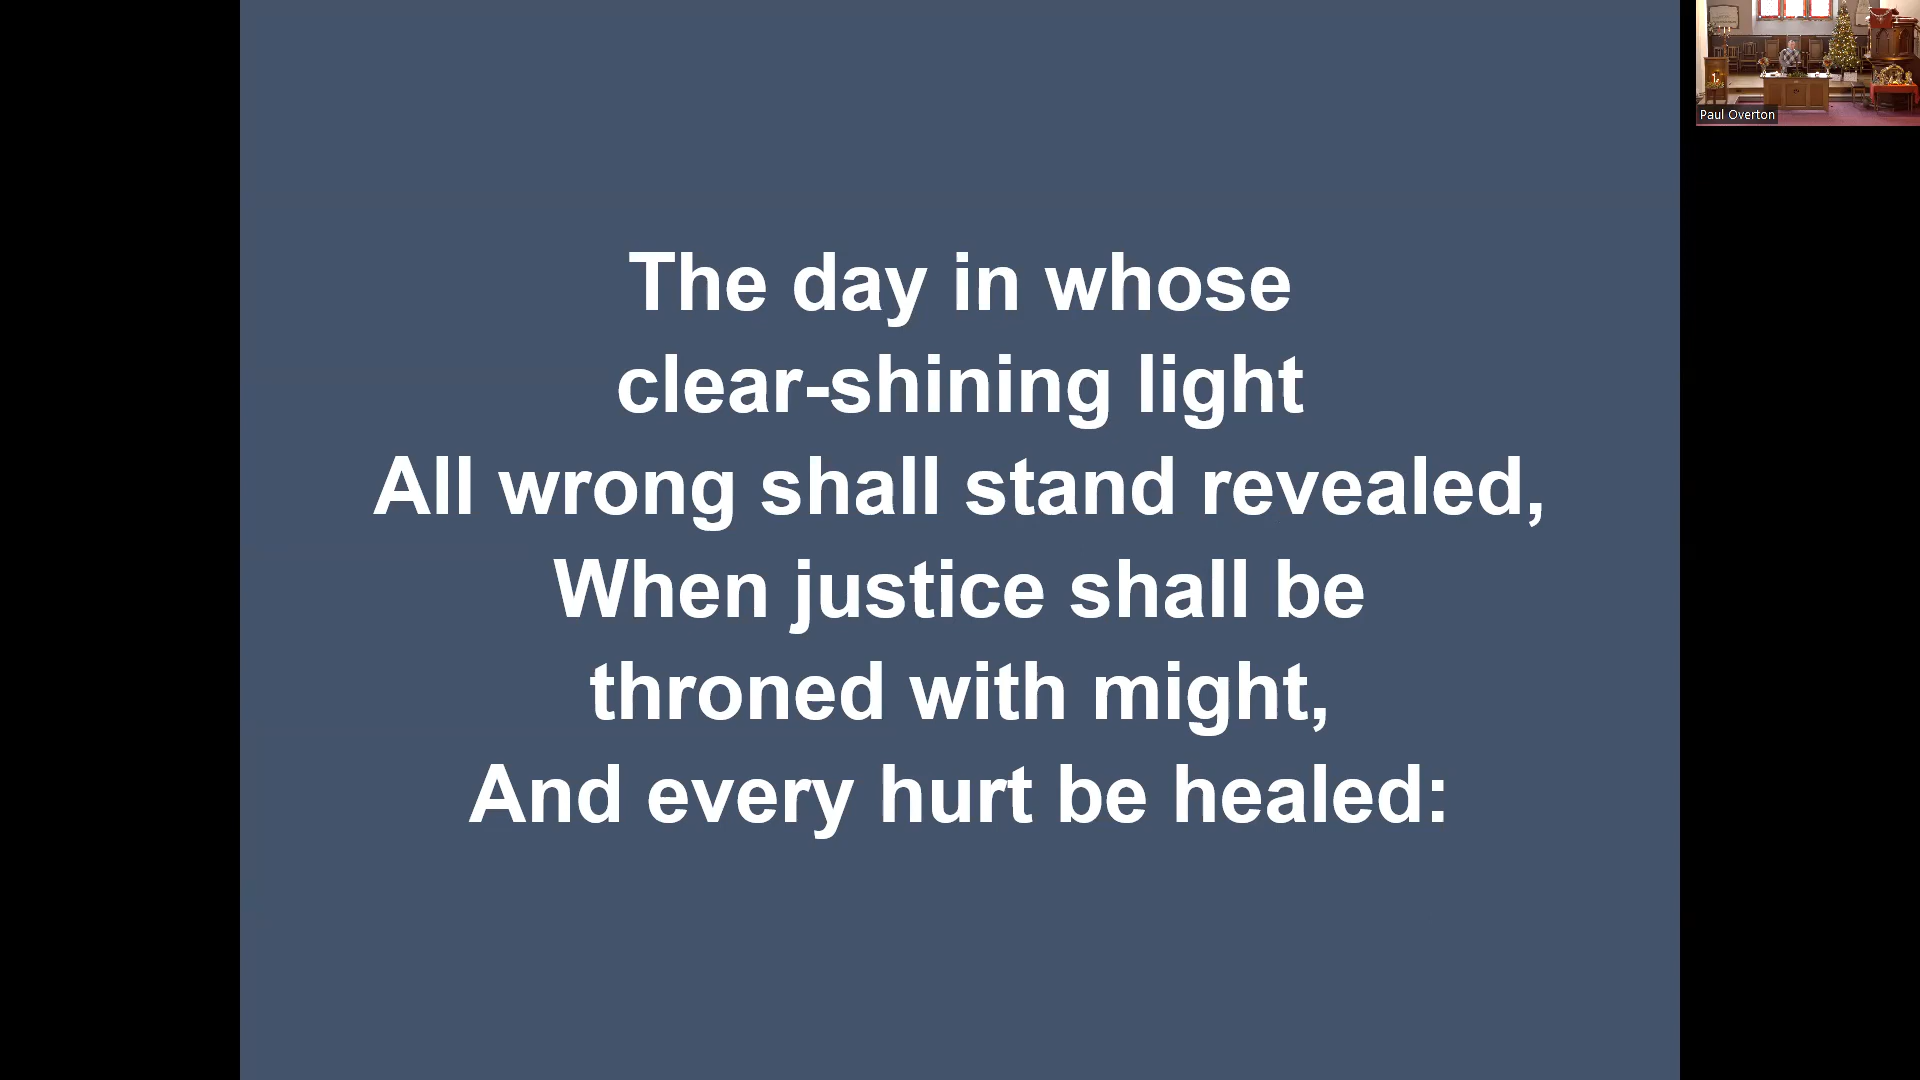 The day in whose
clear-shining light
All wrong shall stand revealed,
When justice shall be
throned with might,
And every hurt be healed:
Paul Overton